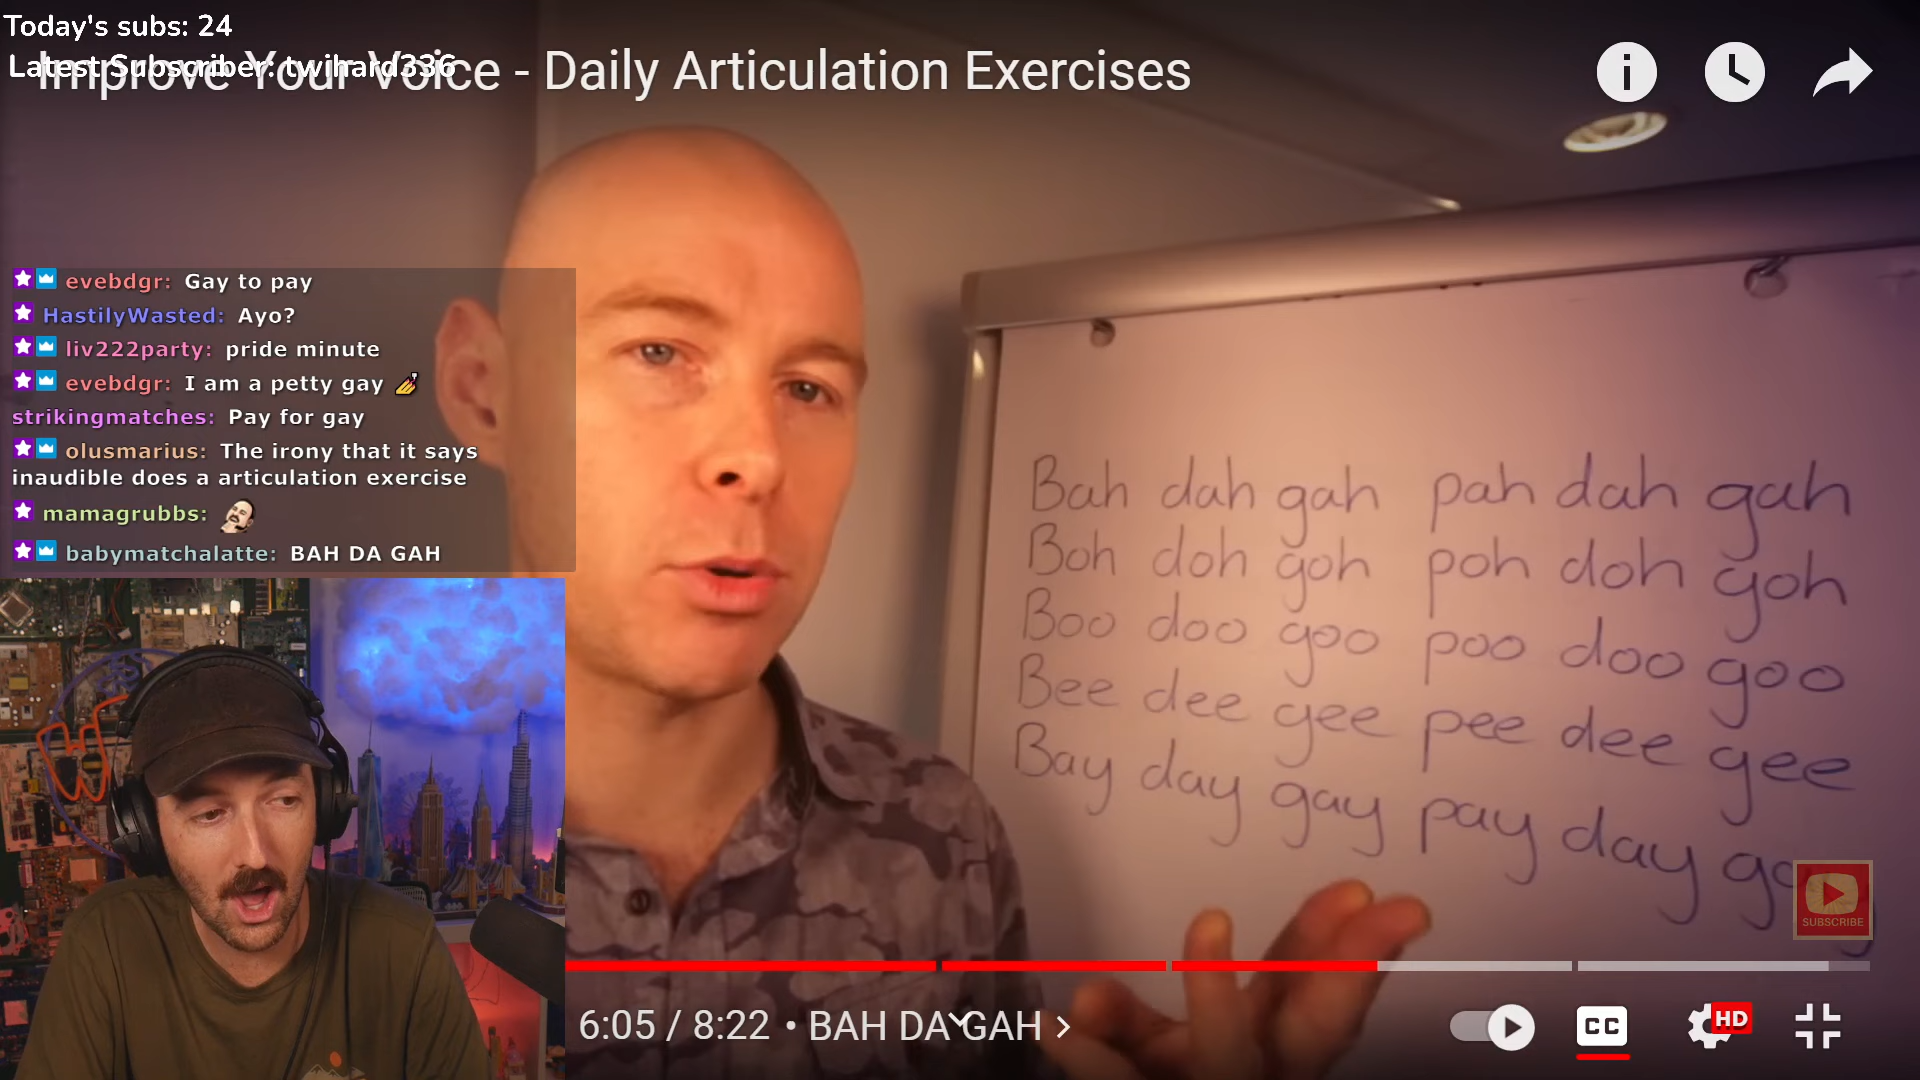 Today's subs: 24
Latest Subscriber: twihard336
Improve Your Voice - Daily Articulation Exercises
evebdgr: Gay to pay
HastilyWasted: Ayo?
liv222party: pride minute
evebdgr: I am a petty gay 💅
strikingmatches: Pay for gay
olusmarius: The irony that it says
inaudible does a articulation exercise
mamagrubbs:
babymatchalatte: BAH DA GAH
Bah dah gah pah dah gah
Boh doh goh poh doh goh
Boo doo goo poo doo goo
Bee dee gee pee dee gee
Bay day gay pay day
SUBSCRIBE
6:05 / 8:22 • BAH DA GAH
CC
HD